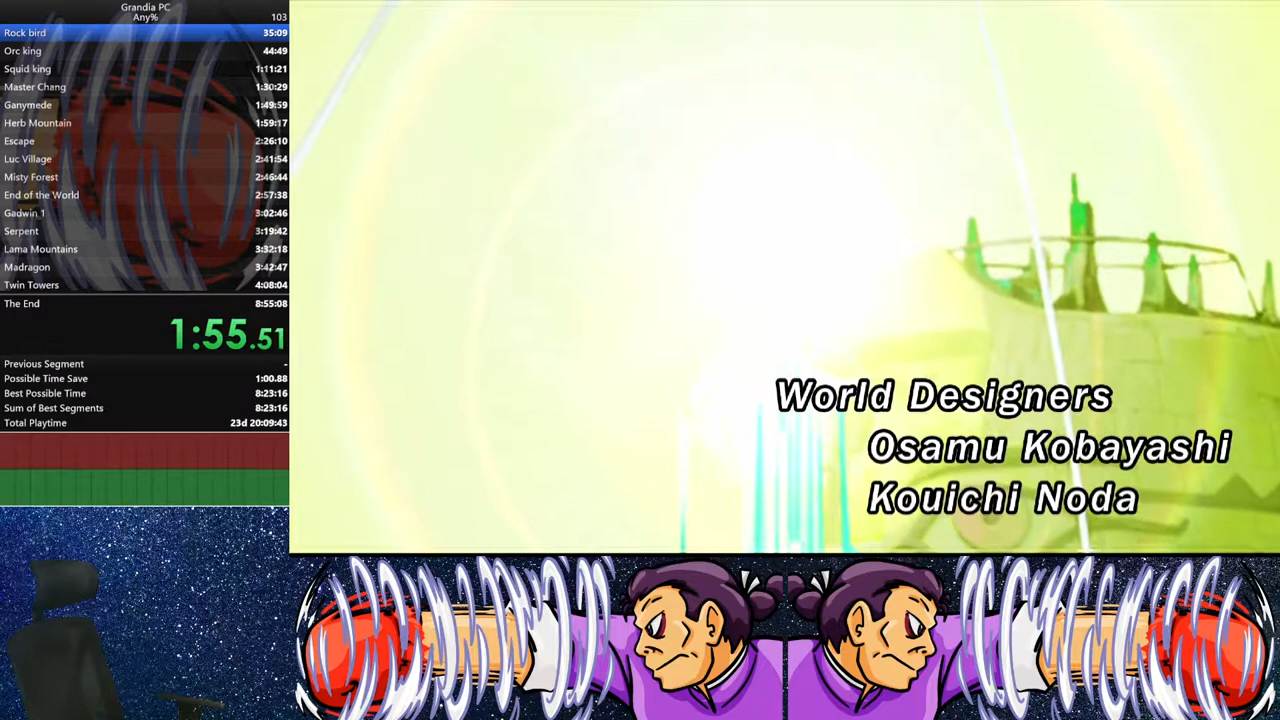 Grandia PC
Any% 103
Rock bird 35:09
Orc king 44:49
Squid king 1:11:21
Master Chang 1:30:29
Ganymede 1:49:59
Herb Mountain 1:59:17
Escape 2:26:10
Luc Village 2:41:54
Misty Forest 2:46:44
End of the World 2:57:38
Gadwin 1 3:02:46
Serpent 3:19:42
Lama Mountains 3:32:18
Madragon 3:42:47
Twin Towers 4:08:04
The End 8:55:08
1:55.51
Previous Segment -
Possible Time Save 1:00.88
Best Possible Time 8:23:16
Sum of Best Segments 8:23:16
Total Playtime 23d 20:09:43
World Designers
Osamu Kobayashi
Kouichi Noda